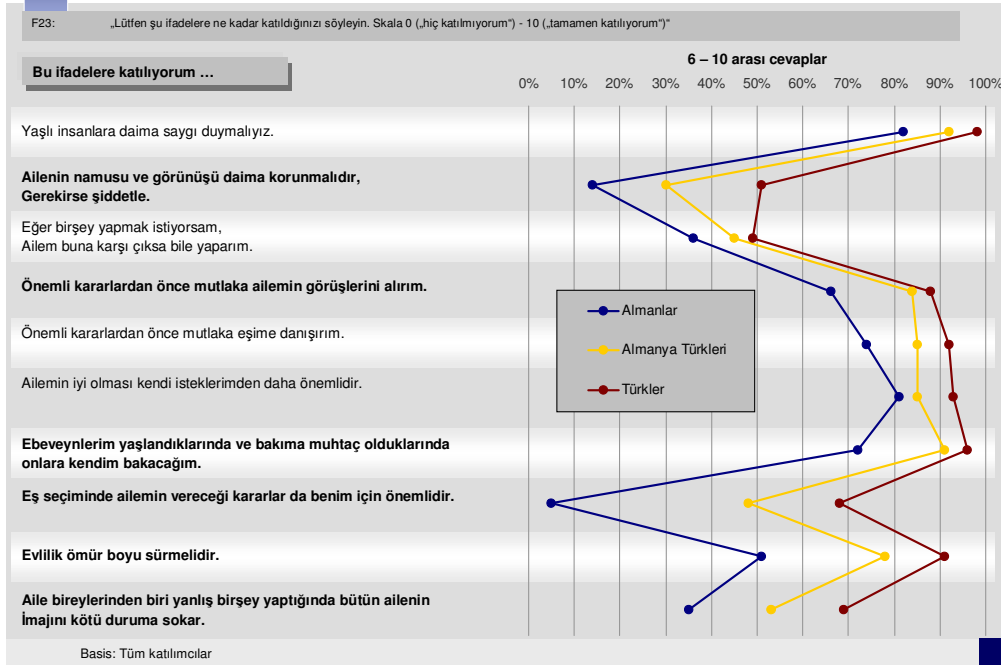 F23: „Lütfen şu ifadelere ne kadar katıldığınızı söyleyin. Skala 0 („hiç katılmıyorum“) - 10 („tamamen katılıyorum“)“
Bu ifadelere katılıyorum …
6 – 10 arası cevaplar
0% 10% 20% 30% 40% 50% 60% 70% 80% 90% 100%
Yaşlı insanlara daima saygı duymalıyız.
Ailenin namusu ve görünüşü daima korunmalıdır,
Gerekirse şiddetle.
Eğer birşey yapmak istiyorsam,
Ailem buna karşı çıksa bile yaparım.
Önemli kararlardan önce mutlaka ailemin görüşlerini alırım.
Önemli kararlardan önce mutlaka eşime danışırım.
Ailemin iyi olması kendi isteklerimden daha önemlidir.
Ebeveynlerim yaşlandıklarında ve bakıma muhtaç olduklarında
onlara kendim bakacağım.
Eş seçiminde ailemin vereceği kararlar da benim için önemlidir.
Evlilik ömür boyu sürmelidir.
Aile bireylerinden biri yanlış birşey yaptığında bütün ailenin
İmajını kötü duruma sokar.
Almanlar
Almanya Türkleri
Türkler
Basis: Tüm katılımcılar